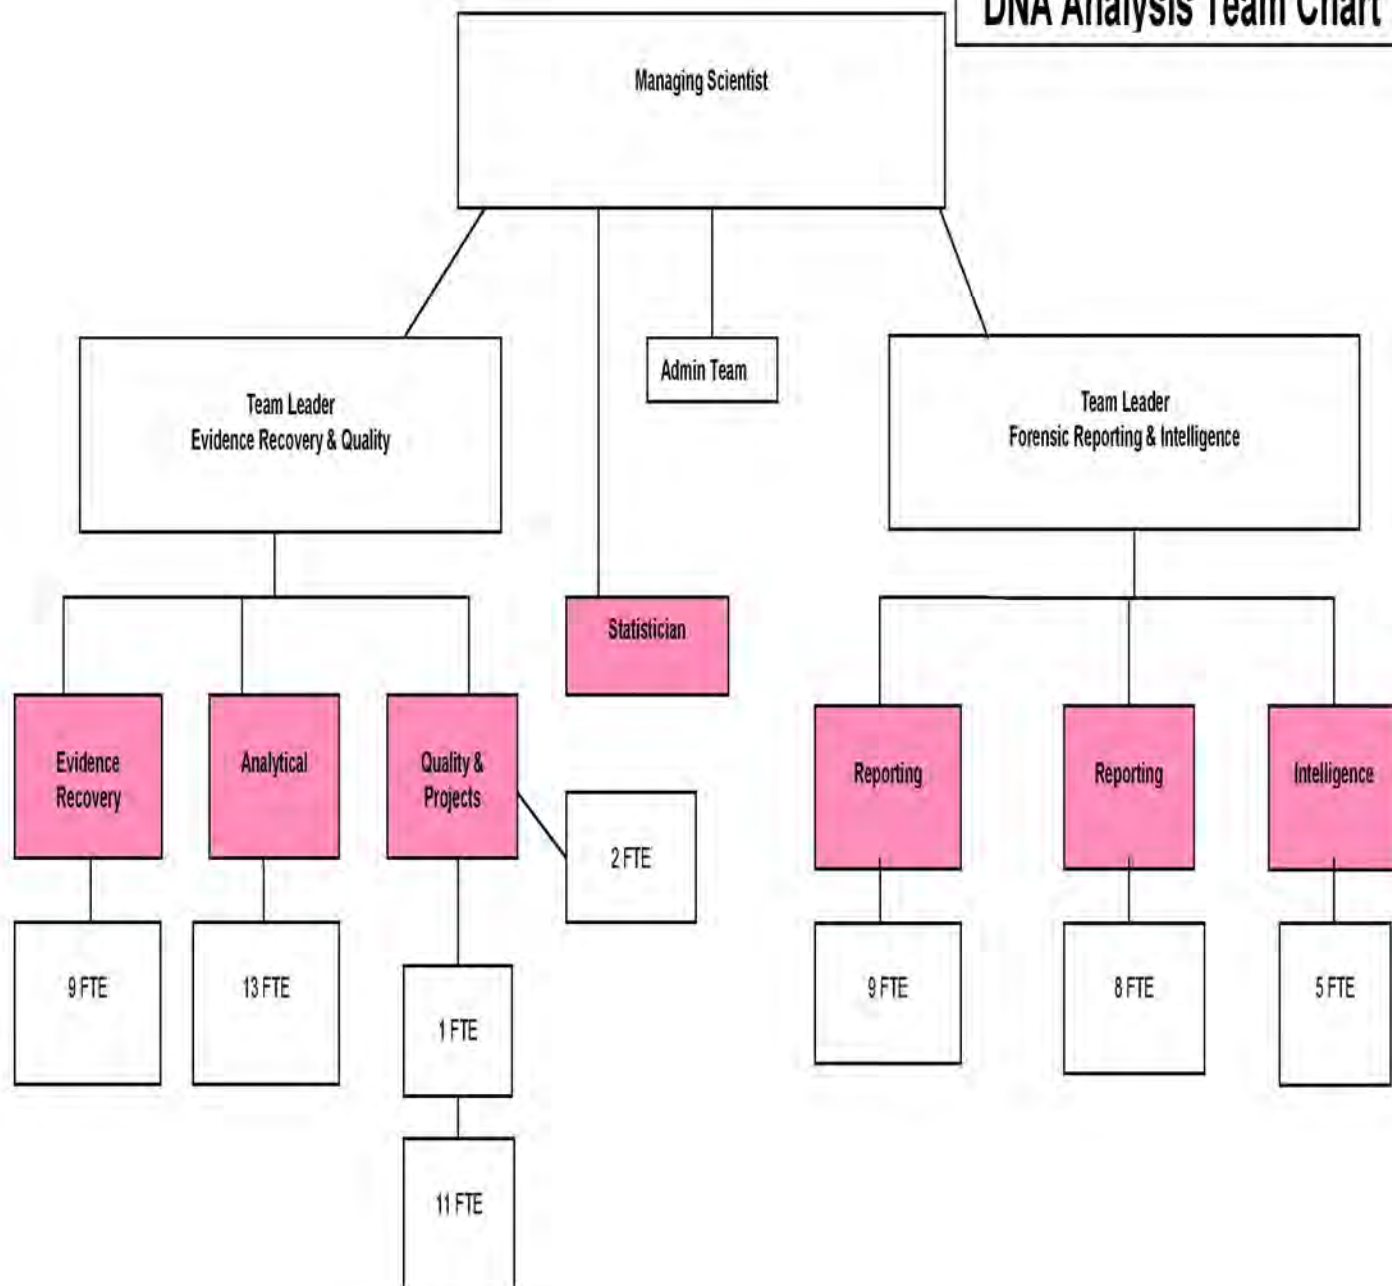 DNA Analysis Team Chart
Managing Scientist
Admin Team
Team Leader
Evidence Recovery & Quality
Team Leader
Forensic Reporting & Intelligence
Statistician
Evidence
Recovery
Analytical
Quality &
Projects
2 FTE
Reporting
Reporting
Intelligence
9 FTE
13 FTE
1 FTE
11 FTE
9 FTE
8 FTE
5 FTE